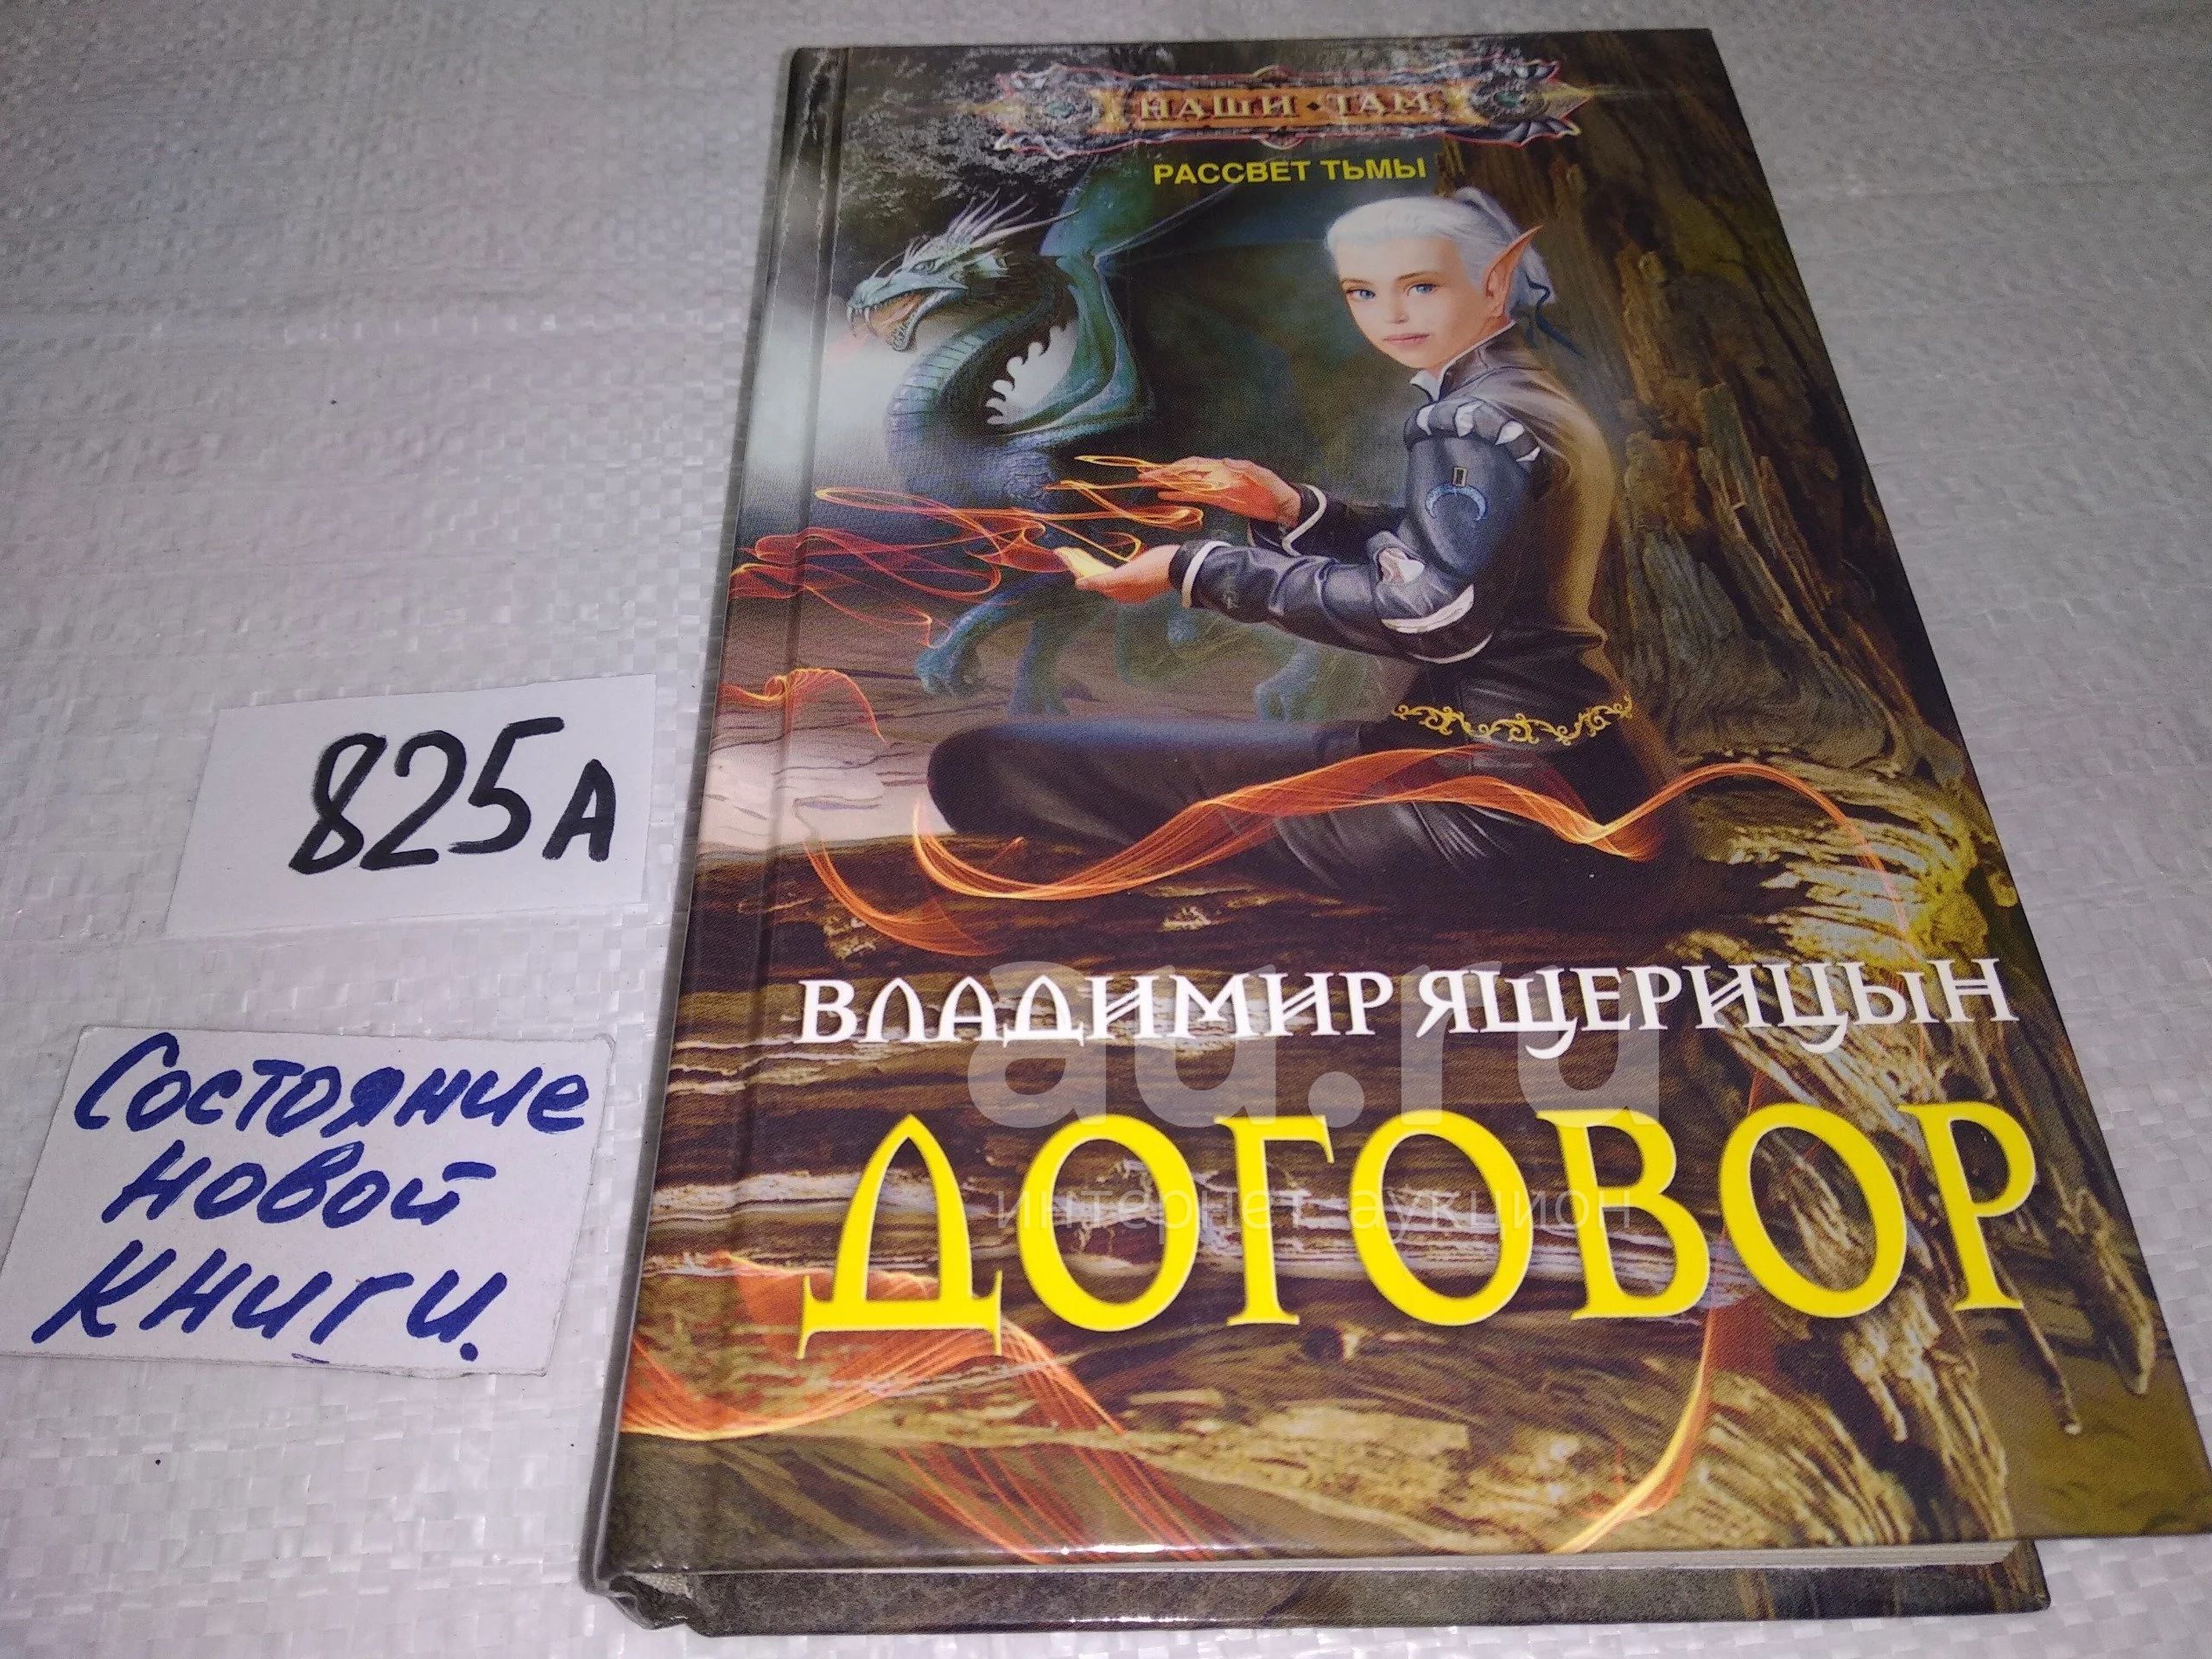 НАШИ • ТАМ
РАССВЕТ ТЬМЫ
825А
Состояние
новой
книги.
ВЛАДИМИР ЯЩЕРИЦЫН
ДОГОВОР
au.ru
интернет-аукцион